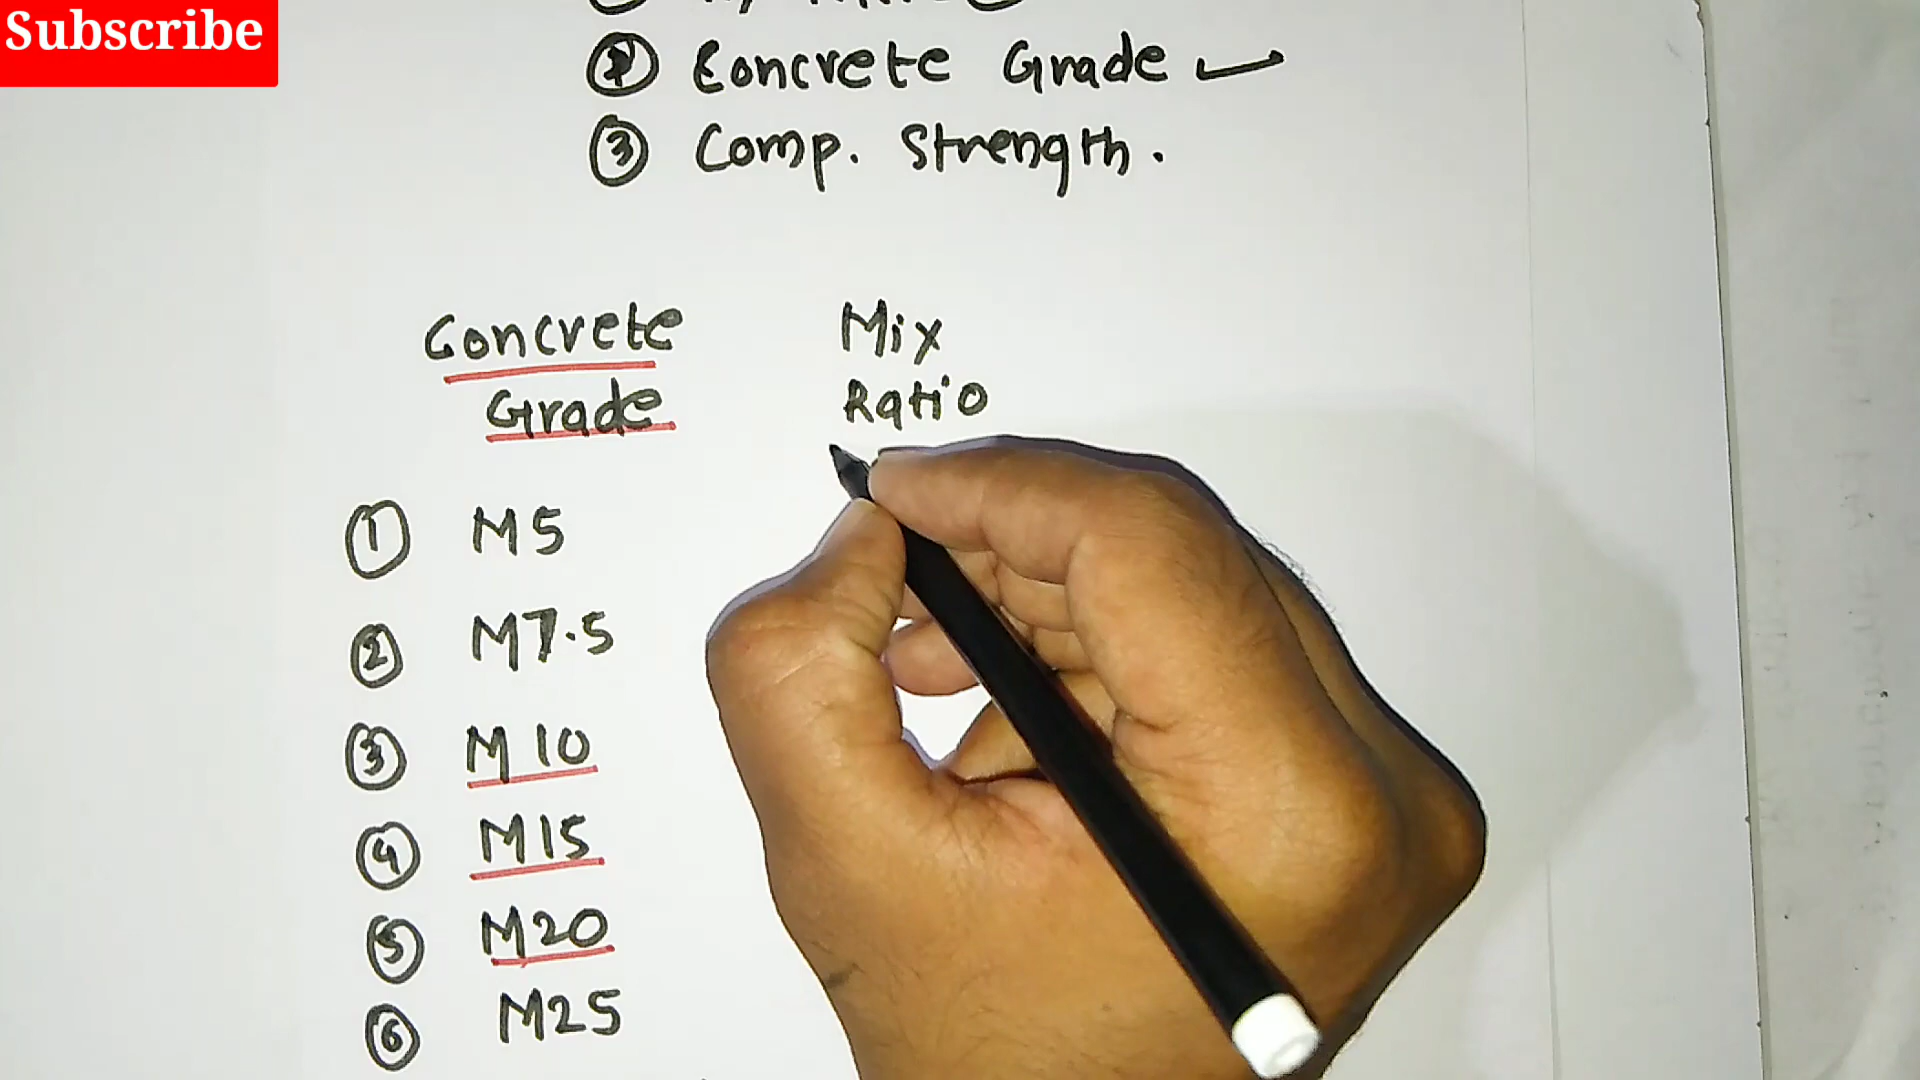 Subscribe
② Concrete Grade
③ Comp. Strength.
Concrete Mix
Grade Ratio
① M5
② M7.5
③ M10
④ M15
⑤ M20
⑥ M25